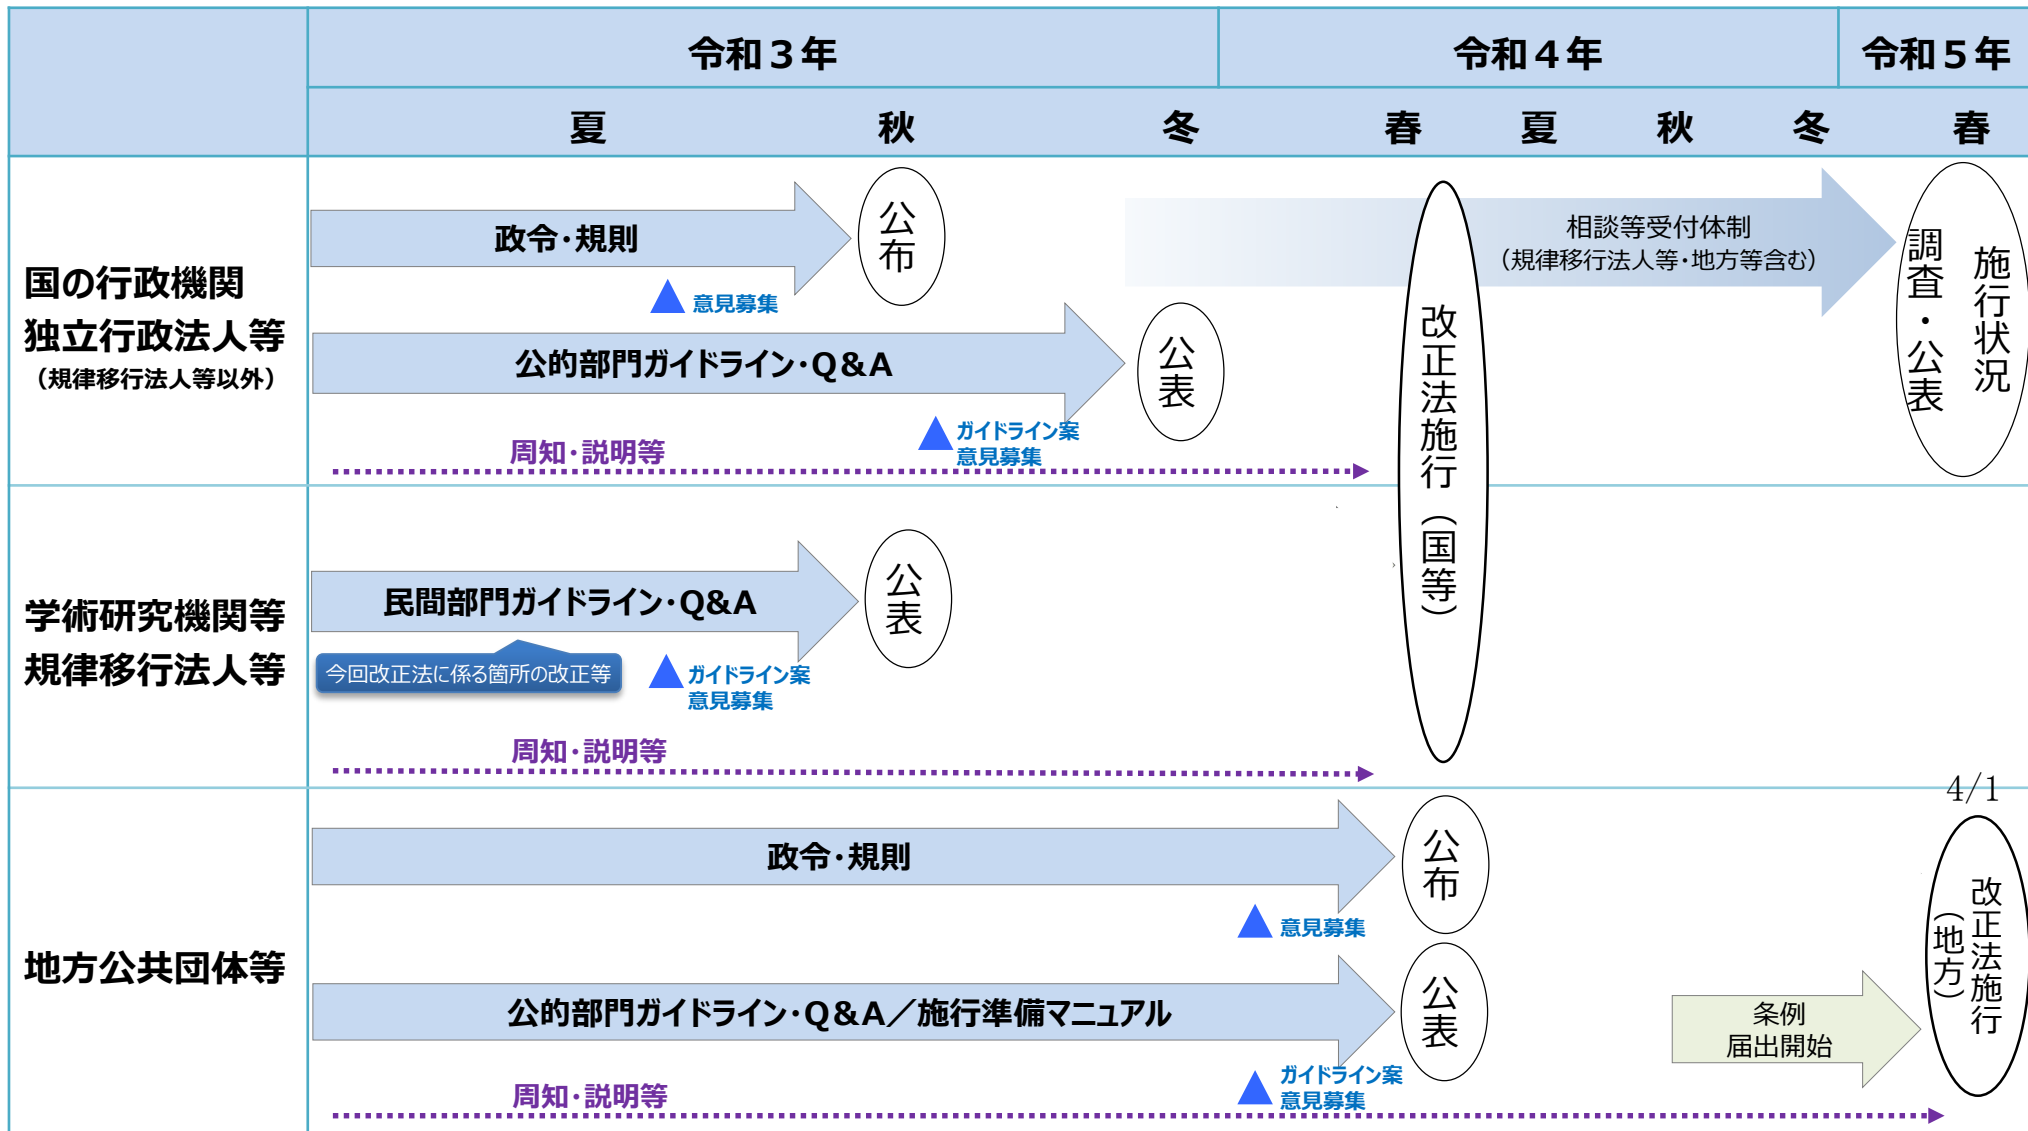 令和３年
令和４年
令和５年
夏
秋
冬
春
夏
秋
冬
春
国の行政機関
独立行政法人等
（規律移行法人等以外）
政令・規則
意見募集
公布
公的部門ガイドライン・Q&A
ガイドライン案
意見募集
公表
周知・説明等
相談等受付体制
（規律移行法人等・地方等含む）
施行状況
調査・公表
改正法施行（国等）
学術研究機関等
規律移行法人等
民間部門ガイドライン・Q&A
今回改正法に係る箇所の改正等
ガイドライン案
意見募集
公表
周知・説明等
地方公共団体等
政令・規則
意見募集
公布
公的部門ガイドライン・Q&A／施行準備マニュアル
ガイドライン案
意見募集
公表
周知・説明等
条例
届出開始
4/1
改正法施行
（地方）